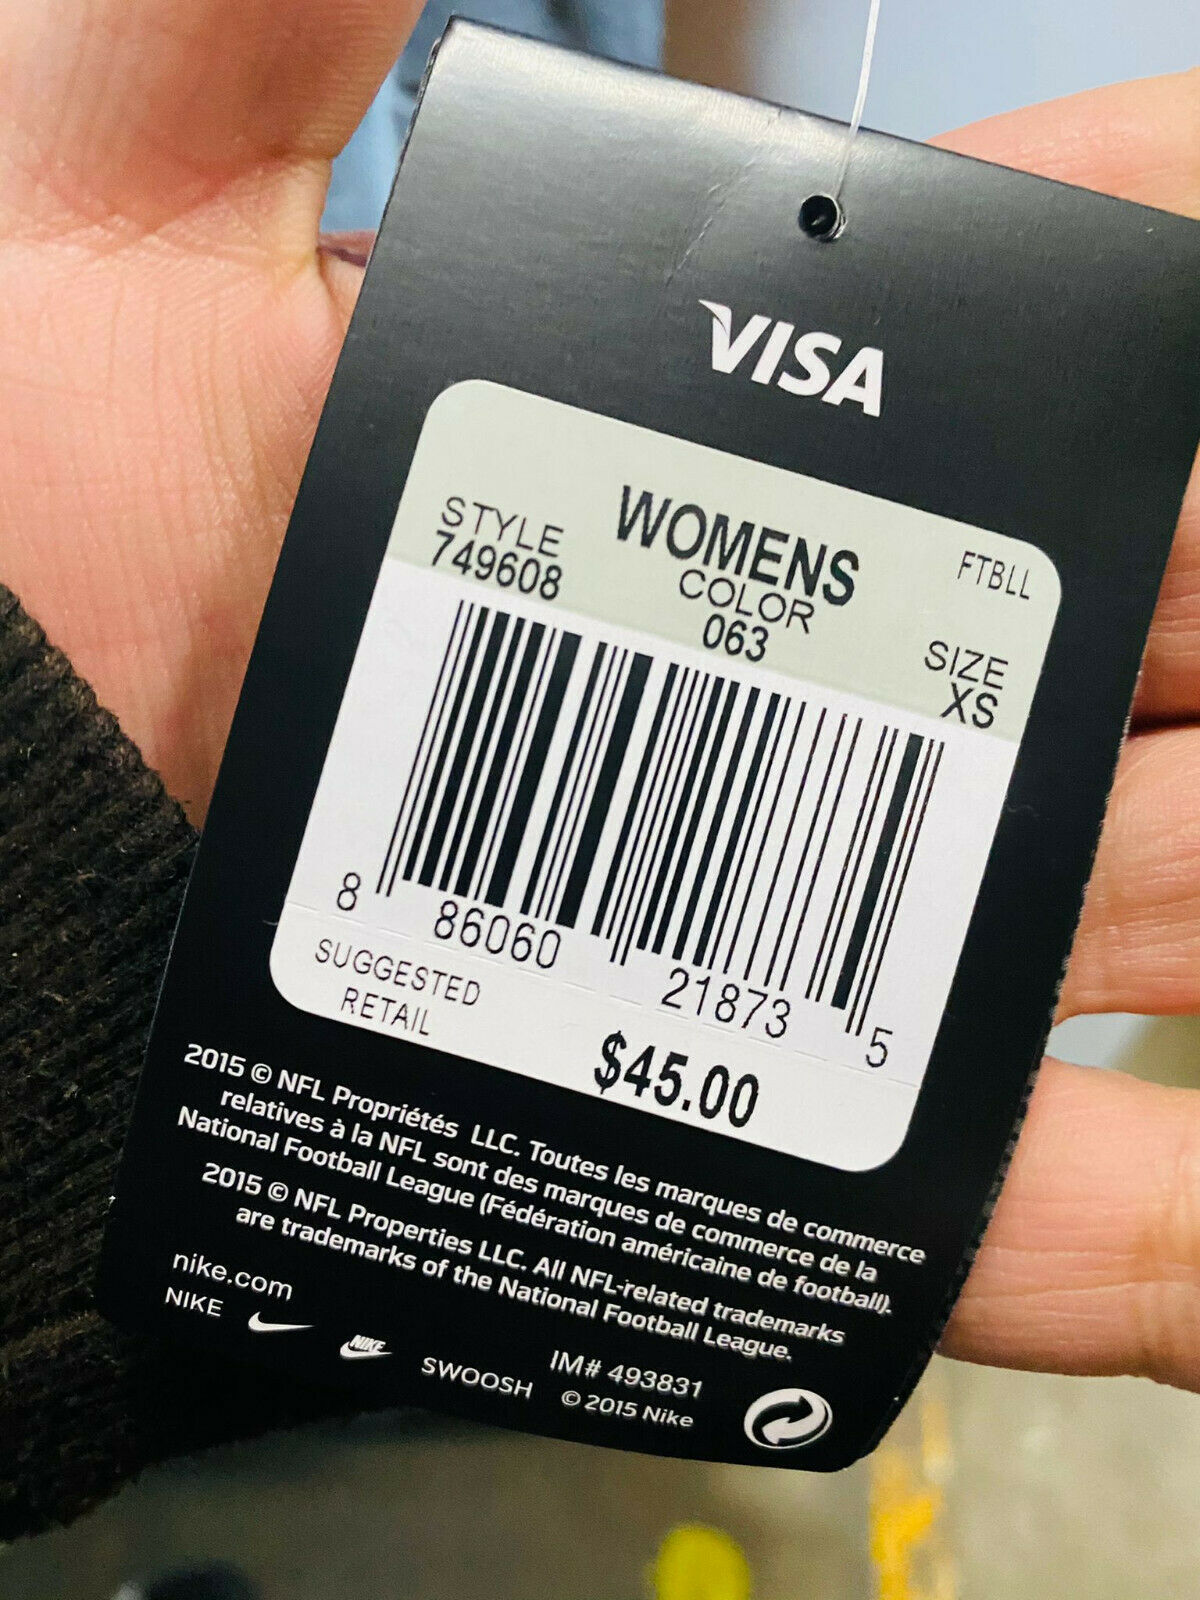 VISA
WOMENS
FTBLL
STYLE
749608
COLOR
063
SIZE
XS
8 86060 21873 5
SUGGESTED
RETAIL
$45.00
2015 © NFL Propriétés LLC. Toutes les marques de commerce
relatives à la NFL sont des marques de commerce de la
National Football League (Fédération américaine de football).
2015 © NFL Properties LLC. All NFL-related trademarks
are trademarks of the National Football League.
nike.com
NIKE
NIKE
SWOOSH
IM# 493831
© 2015 Nike